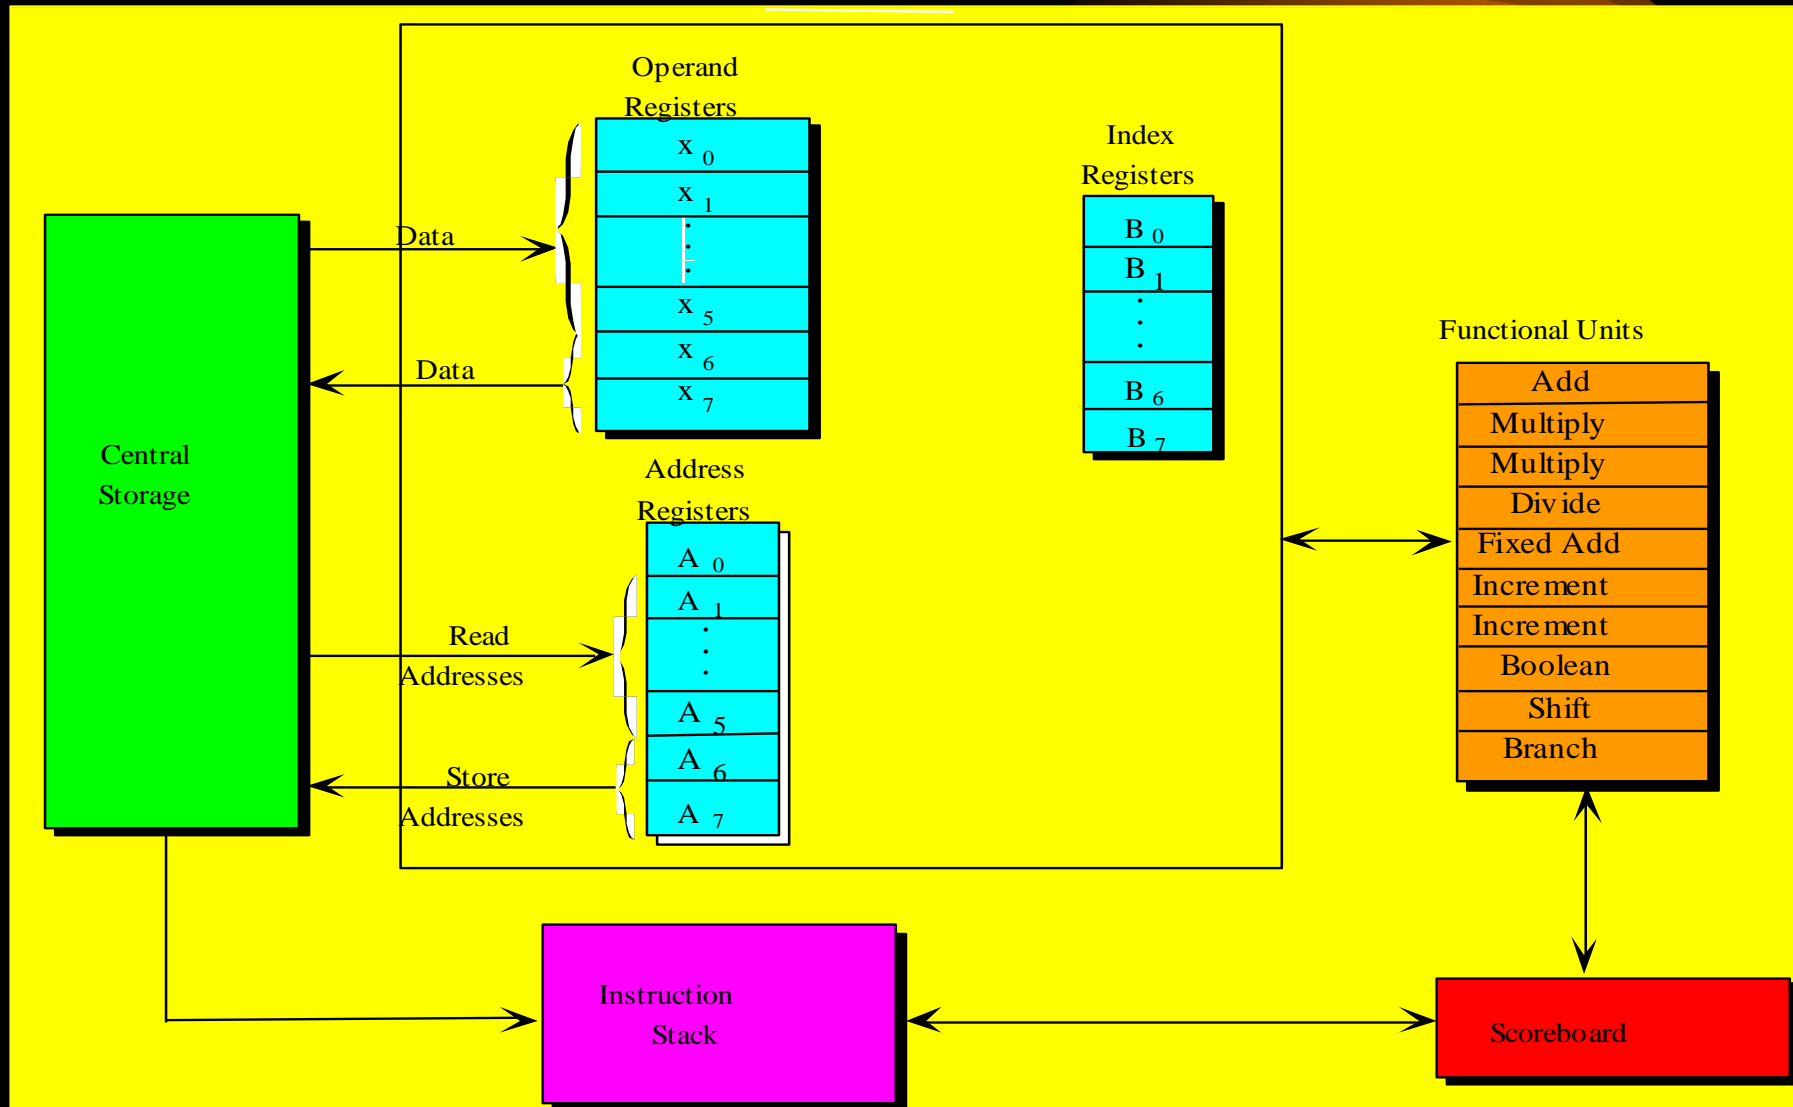 Operand
Registers
x 0
x 1
x 5
x 6
x 7
Index
Registers
B 0
B 1
B 6
B 7
Data
Data
Central
Storage
Address
Registers
A 0
A 1
A 5
A 6
A 7
Read
Addresses
Store
Addresses
Functional Units
Add
Multiply
Multiply
Divide
Fixed Add
Increment
Increment
Boolean
Shift
Branch
Instruction
Stack
Scoreboard